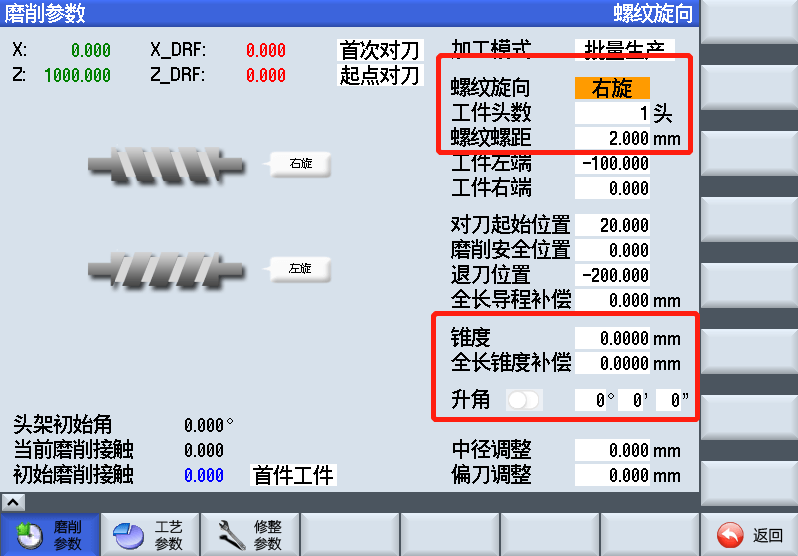 磨削参数 螺纹旋向
X: 0.000 X_DRF: 0.000 首次对刀 加工模式 批量生产
Z: 1000.000 Z_DRF: 0.000 起点对刀
螺纹旋向 右旋
工件头数 1 头
螺纹螺距 2.000 mm
右旋
工件左端 -100.000
工件右端 0.000
对刀起始位置 20.000
磨削安全位置 0.000
左旋
退刀位置 -200.000
全长导程补偿 0.000 mm
锥度 0.0000 mm
全长锥度补偿 0.0000 mm
升角 0° 0' 0"
头架初始角 0.000°
当前磨削接触 0.000 中径调整 0.000 mm
初始磨削接触 0.000 首件工件 偏刀调整 0.000 mm
磨削参数 工艺参数 修整参数 返回